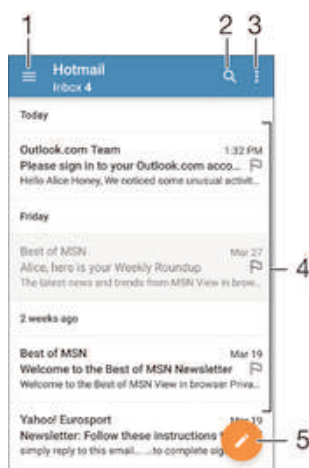 1 2 3
Hotmail
Inbox 4
Today
Outlook.com Team 1:32 PM
Please sign in to your Outlook.com acco...
Hello Alice Honey, We noticed some unusual activit...
Friday
Best of MSN Mar 27
Alice, here is your Weekly Roundup
The latest news and trends from MSN View in brow...
4
2 weeks ago
Best of MSN Mar 19
Welcome to the Best of MSN Newsletter
Welcome to the Best of MSN View in browser Priva...
Yahoo! Eurosport Mar 19
Newsletter: Follow these instructions
5
simply reply to this email... ...to complete sig